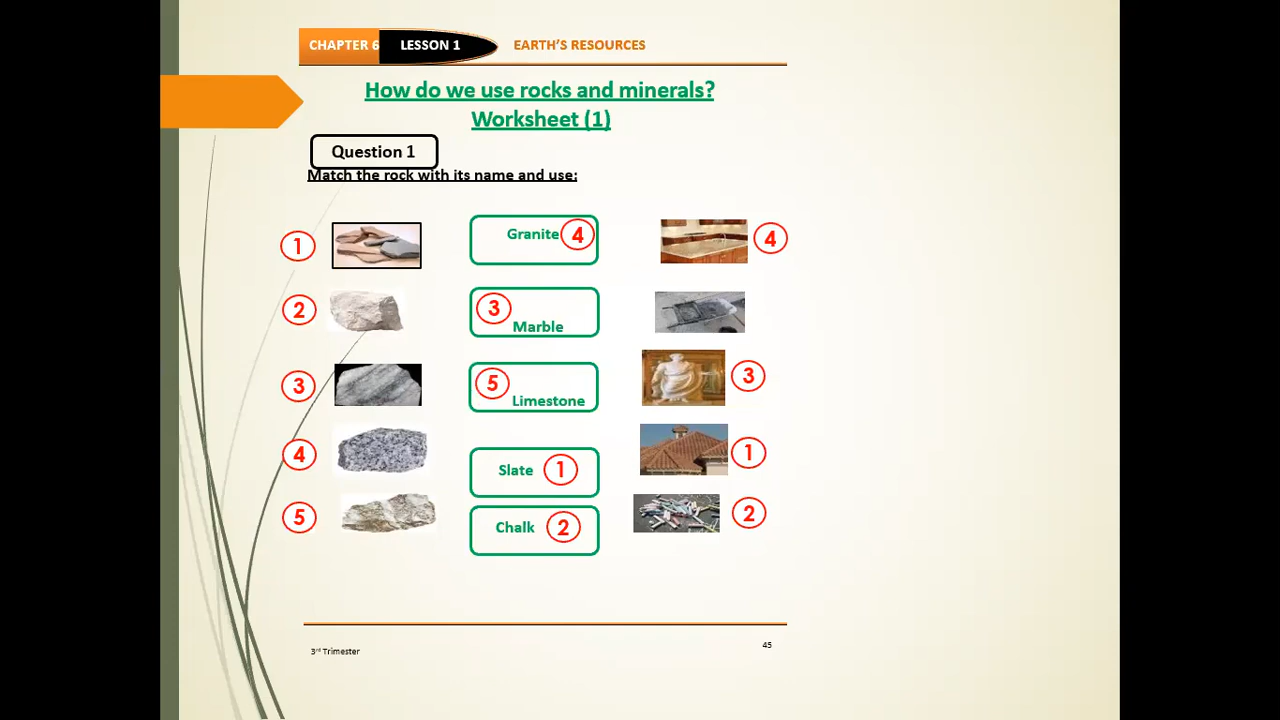 CHAPTER 6 LESSON 1 EARTH'S RESOURCES
How do we use rocks and minerals?
Worksheet (1)
Question 1
Match the rock with its name and use:
1 Granite 4 4
2 3 Marble
3 5 Limestone 3
4 Slate 1 1
5 Chalk 2 2
3rd Trimester 45